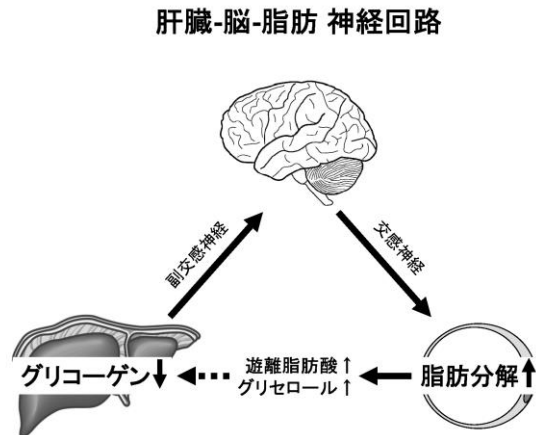 肝臓-脳-脂肪 神経回路
副交感神経
交感神経
グリコーゲン↓
遊離脂肪酸↑
グリセロール↑
脂肪分解↑